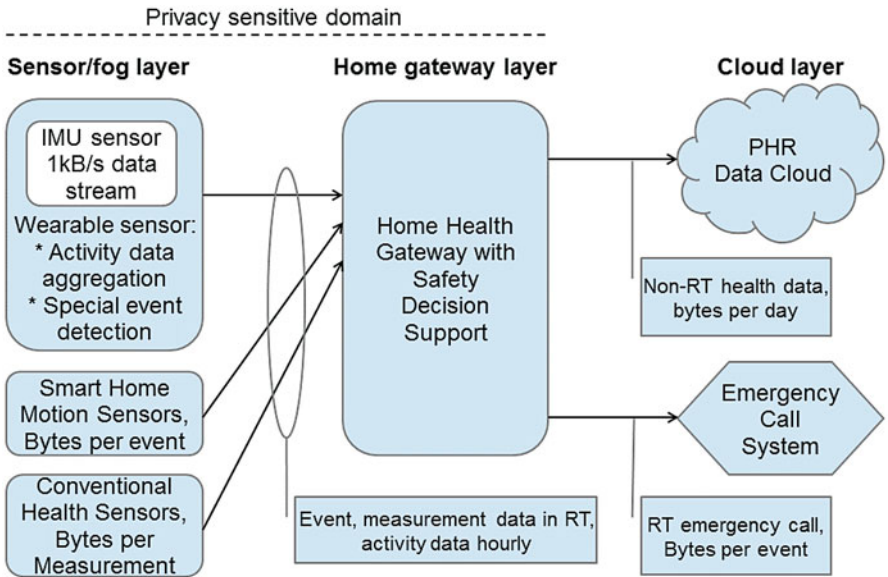 Privacy sensitive domain
Sensor/fog layer
Home gateway layer
Cloud layer
IMU sensor
1kB/s data
stream
Wearable sensor:
* Activity data
aggregation
* Special event
detection
Smart Home
Motion Sensors,
Bytes per event
Conventional
Health Sensors,
Bytes per
Measurement
Home Health
Gateway with
Safety
Decision
Support
Event, measurement data in RT,
activity data hourly
PHR
Data Cloud
Non-RT health data,
bytes per day
Emergency
Call
System
RT emergency call,
Bytes per event